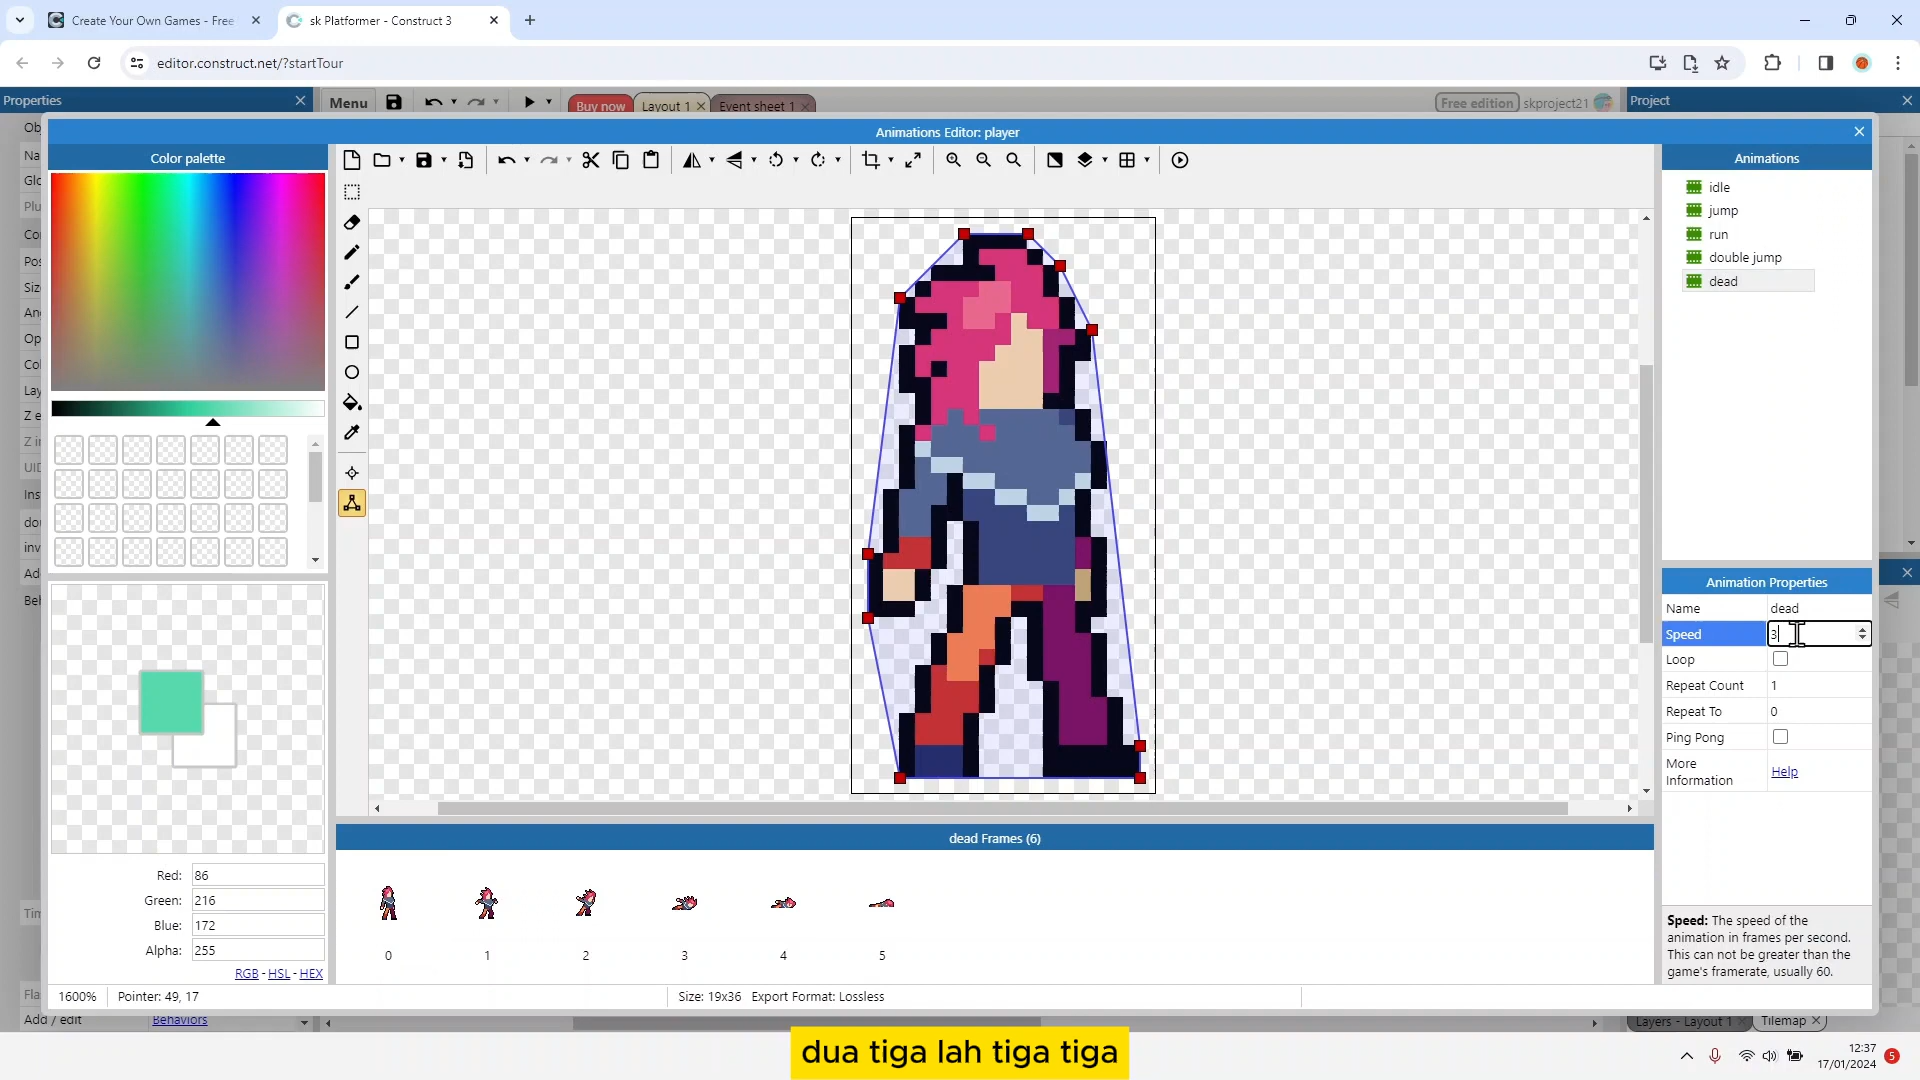 Create Your Own Games - Free
sk Platformer - Construct 3
editor.construct.net/?startTour
Properties
Menu
Buy now
Layout 1
Event sheet 1
Free edition
skproject21
Project
Animations Editor: player
Color palette
Animations
idle
jump
run
double jump
dead
Animation Properties
Name dead
Speed 3
Loop
Repeat Count 1
Repeat To 0
Ping Pong
More Information Help
Speed: The speed of the
animation in frames per second.
This can not be greater than the
game's framerate, usually 60.
Red: 86
Green: 216
Blue: 172
Alpha: 255
RGB - HSL - HEX
dead Frames (6)
0 1 2 3 4 5
1600% Pointer: 49, 17
Size: 19x36 Export Format: Lossless
Add / edit Behaviors
Layers - Layout 1
Tilemap
dua tiga lah tiga tiga
12:37
17/01/2024
5